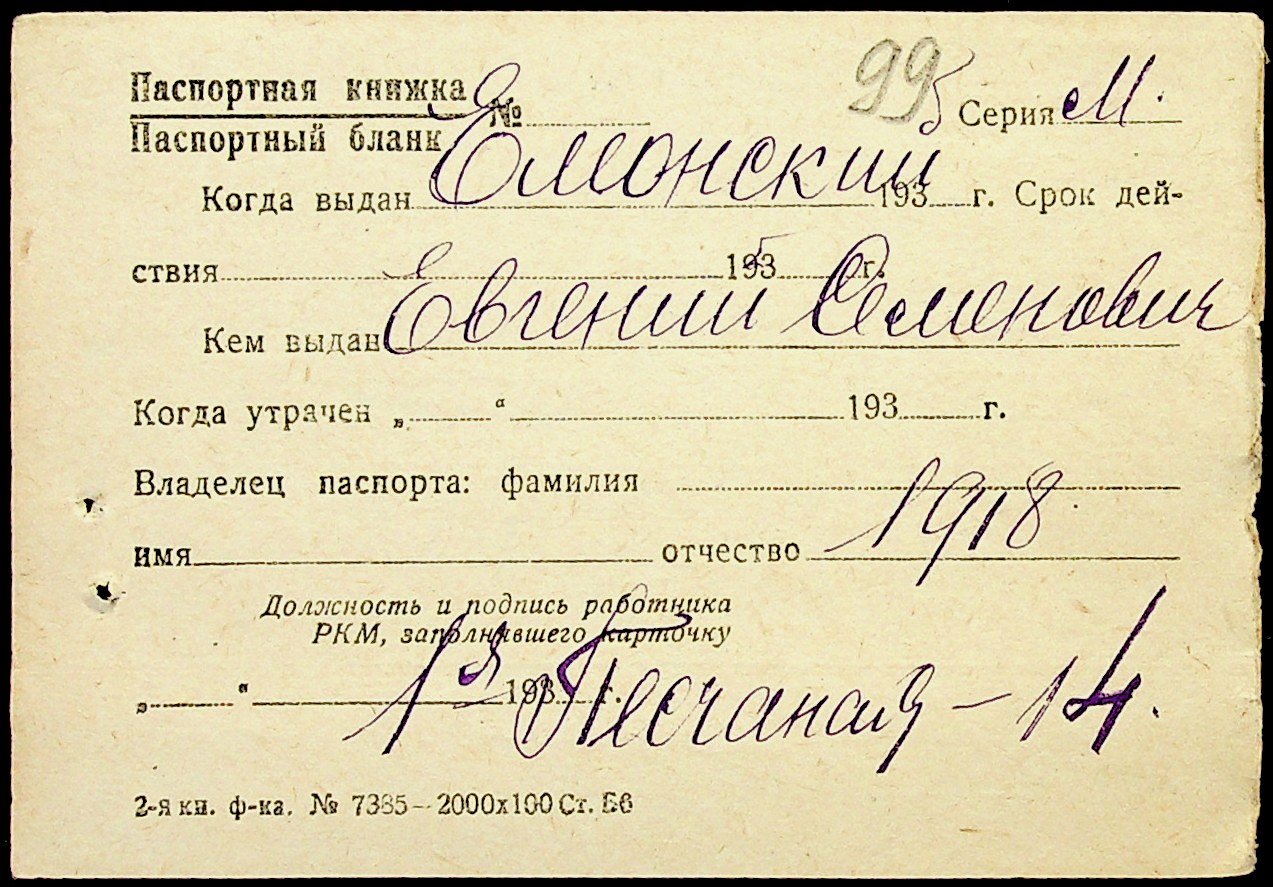 99
Паспортная книжка № Серия М.
Паспортный бланк
Емонский
Когда выдан 193 г. Срок дей-
ствия 193 г.
Евгений Семенович
Кем выдан
Когда утрачен „ “ 193 г.
Владелец паспорта: фамилия
1918
имя отчество
Должность и подпись работника
РКМ, заполнявшего карточку
„ “ 193 г.
1я Песчаная – 14.
2-я кн. ф-ка. № 7385—2000х100 Ст. Бб